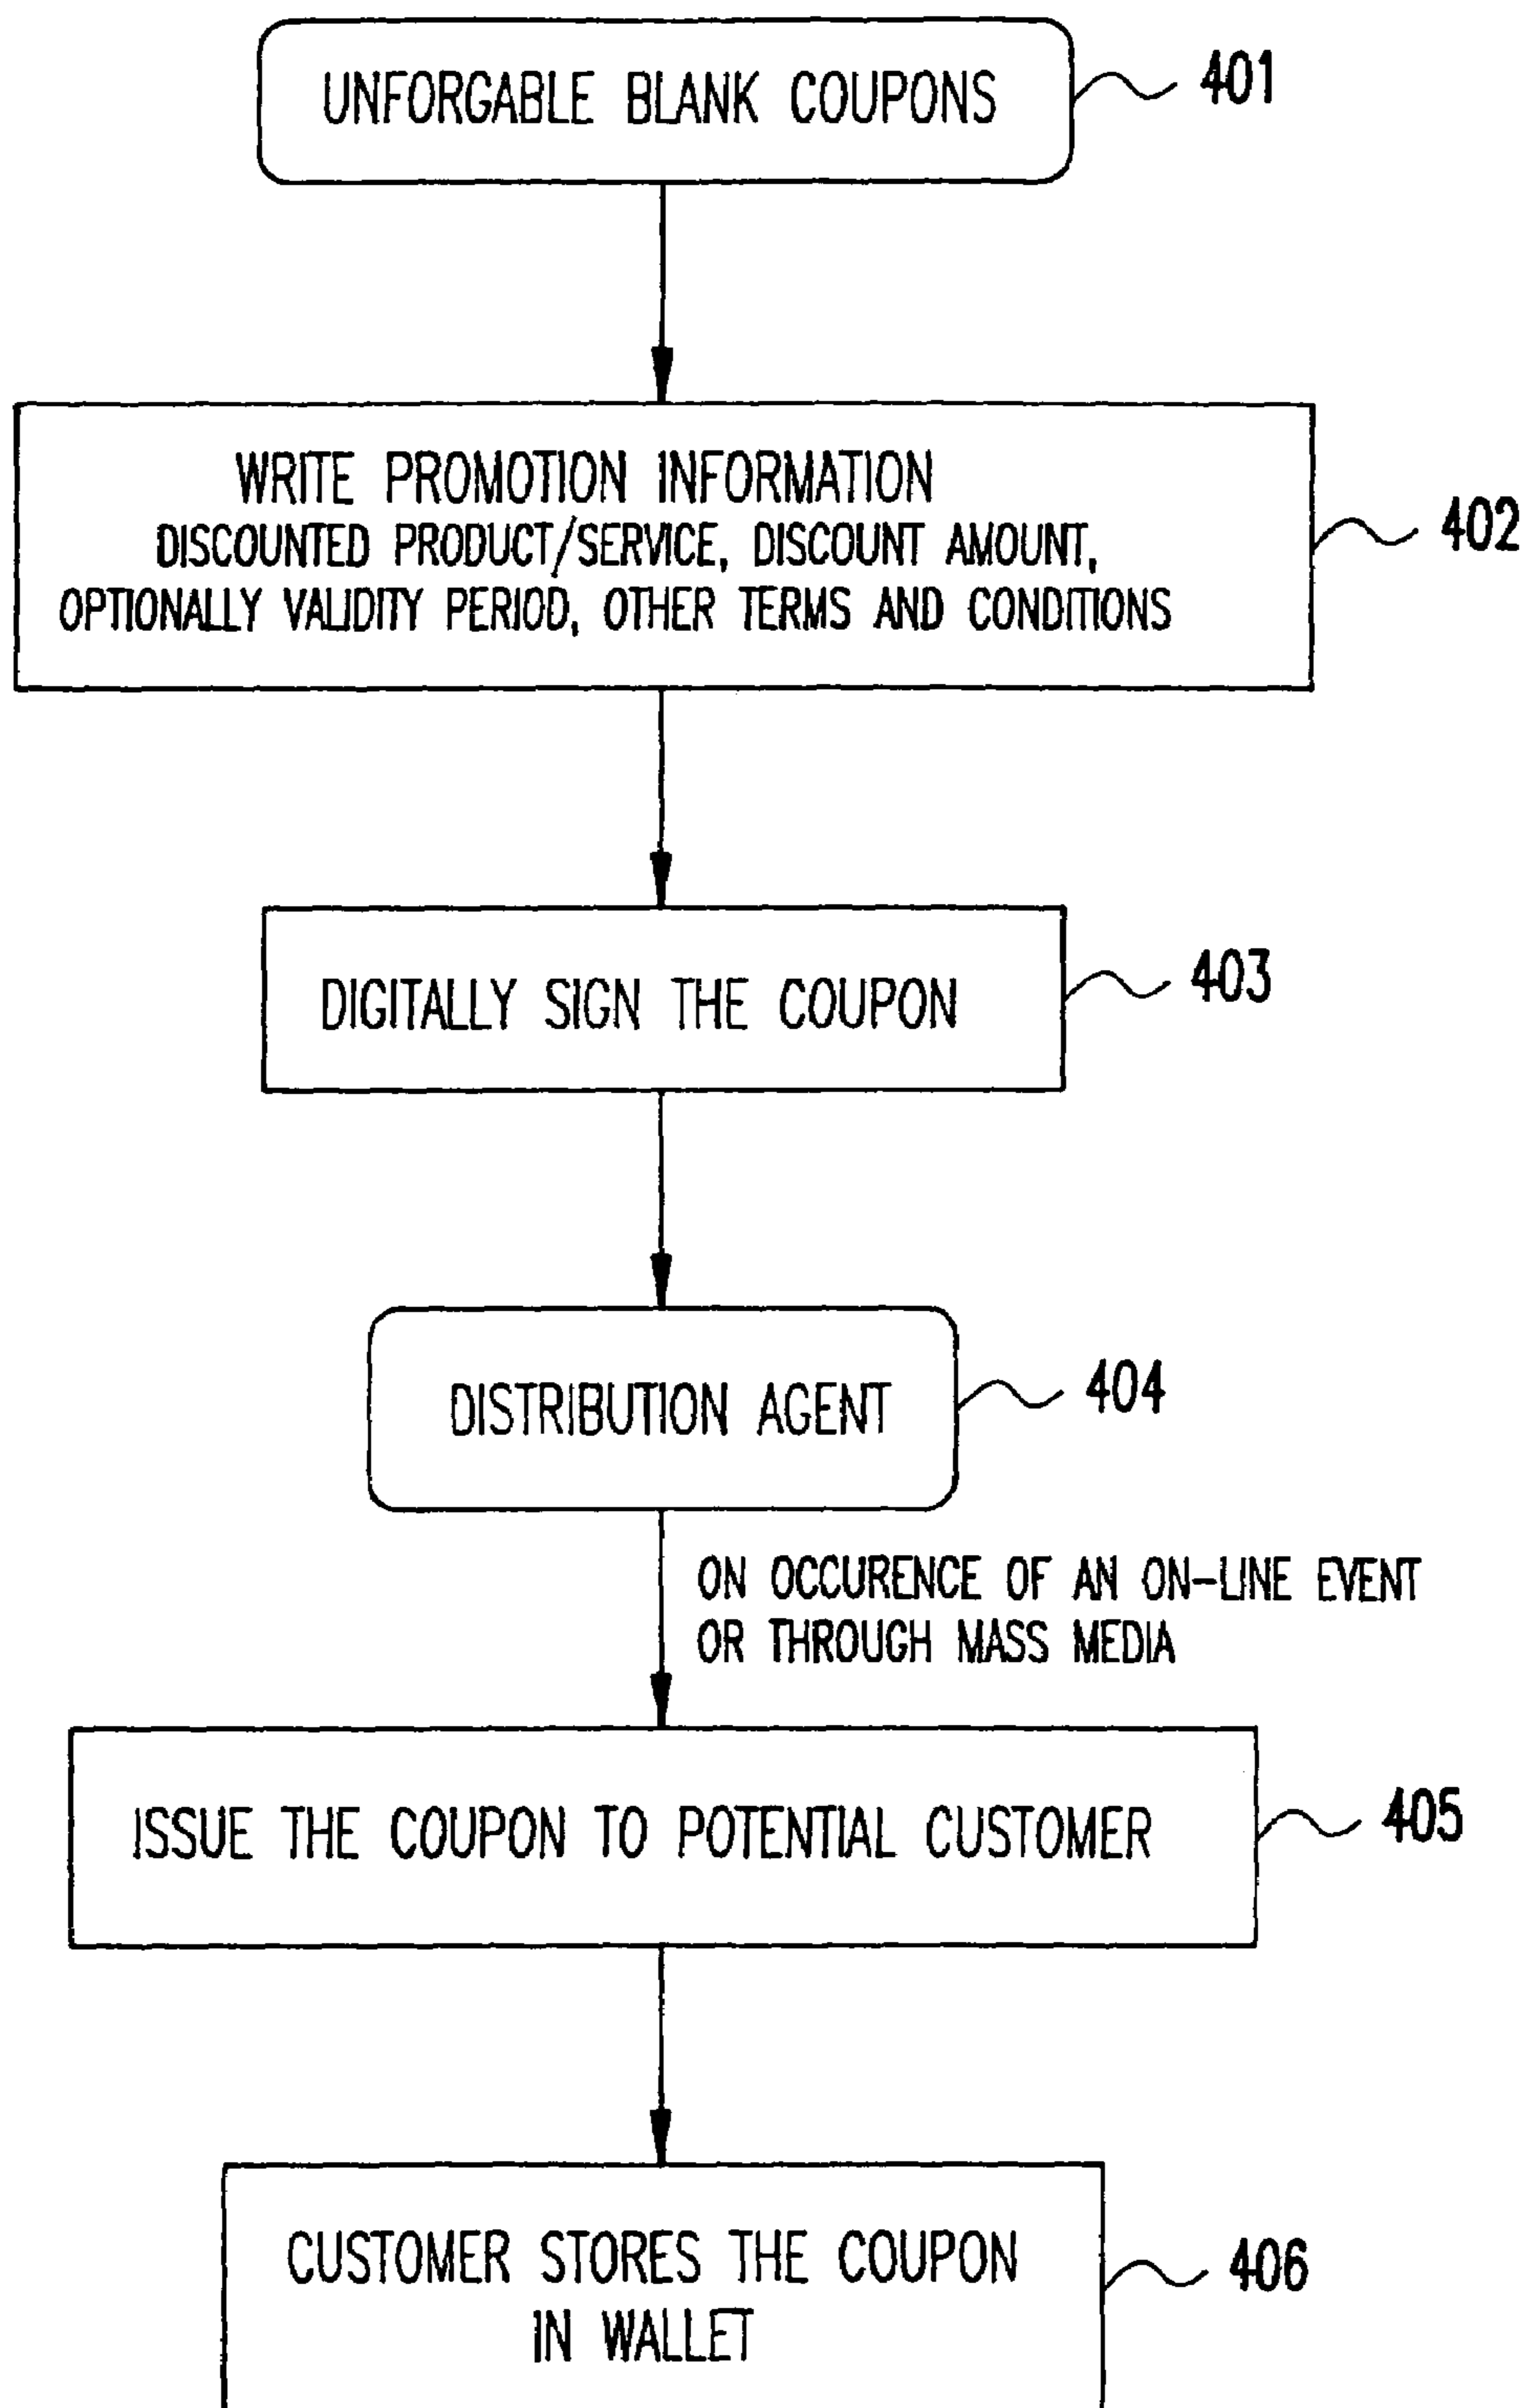 UNFORGABLE BLANK COUPONS
401
WRITE PROMOTION INFORMATION
DISCOUNTED PRODUCT/SERVICE, DISCOUNT AMOUNT,
OPTIONALLY VALIDITY PERIOD, OTHER TERMS AND CONDITIONS
402
DIGITALLY SIGN THE COUPON
403
DISTRIBUTION AGENT
404
ON OCCURENCE OF AN ON-LINE EVENT
OR THROUGH MASS MEDIA
ISSUE THE COUPON TO POTENTIAL CUSTOMER
405
CUSTOMER STORES THE COUPON
IN WALLET
406